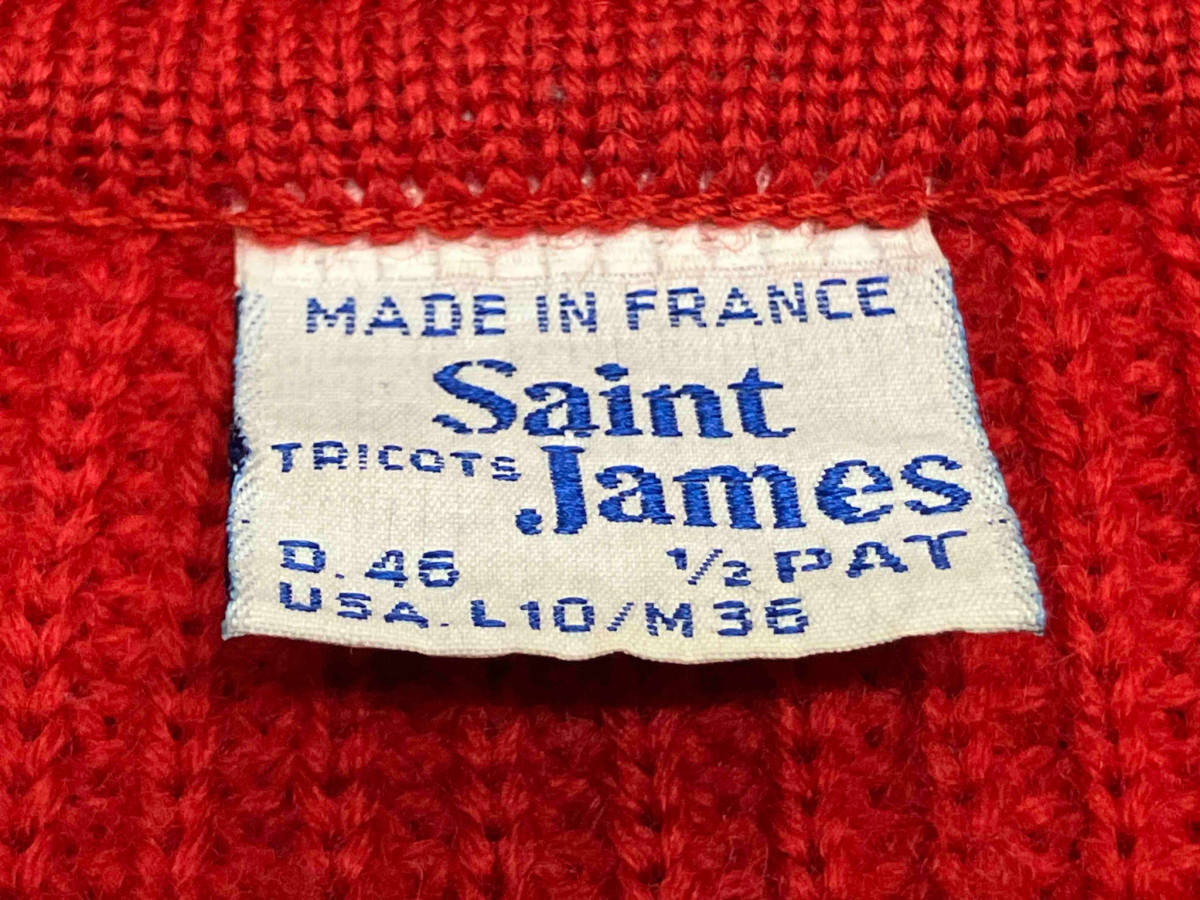 MADE IN FRANCE
Saint
TRICOTS James
D. 46 ½ PAT
USA. L10/M36